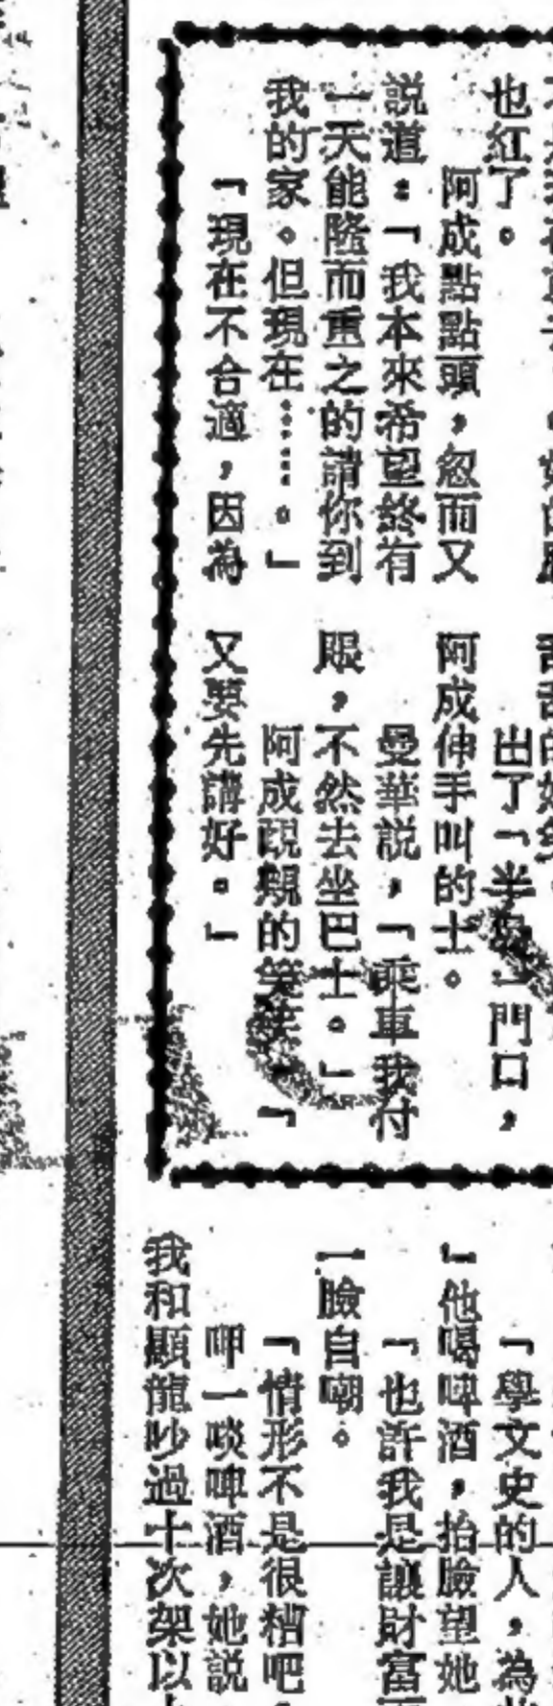 也紅了。
阿成點點頭，忽而又
說道：「我本來希望終有
一天能隆而重之的請你到
我的家。但現在……。」
「現在不合適，因為
出了「半島」門口，
阿成伸手叫的士。
曼華說，「乘車我付
賬，不然去坐巴士。」
阿成靦覥的笑笑，「
又要先講好。」
「學文史的人，為
」他喝啤酒，抬臉望她
「也許我是讓財富
一臉自嘲。
「情形不是很糟吧
呷一啖啤酒，她說
我和顯龍吵過十次架以